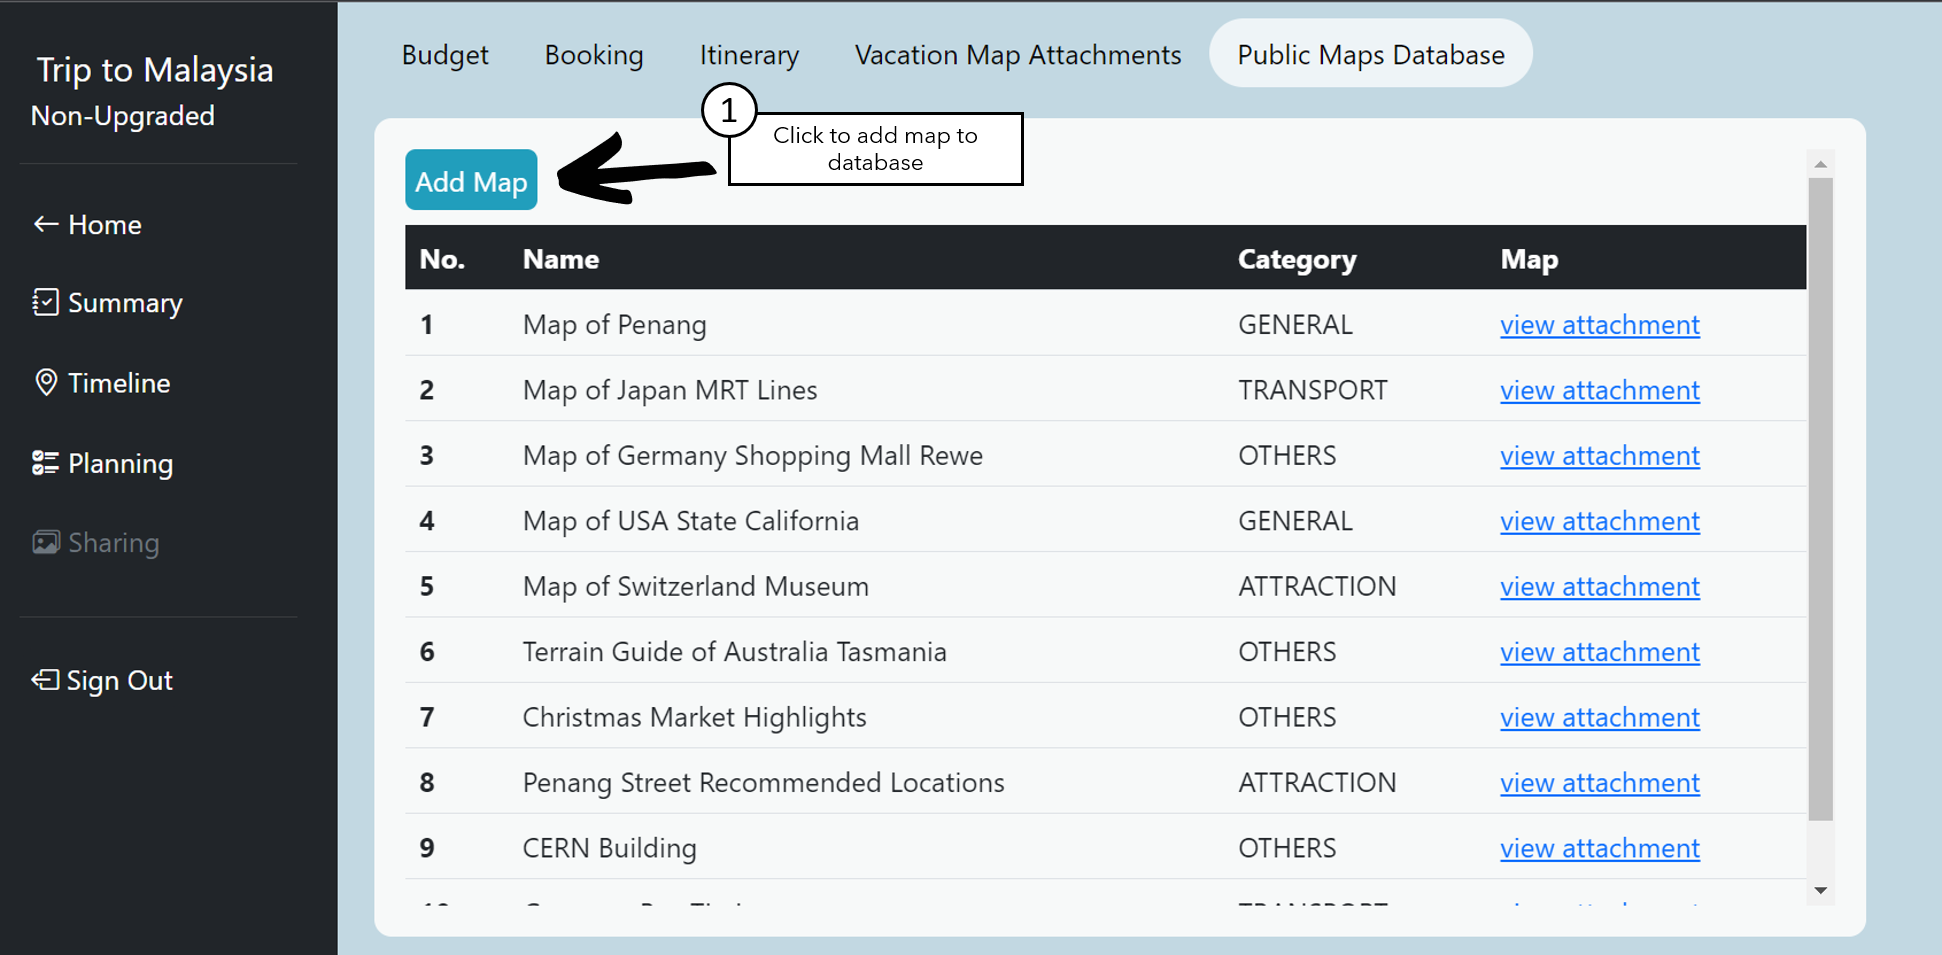 Trip to Malaysia
Non-Upgraded
Home
Summary
Timeline
Planning
Sharing
Sign Out
Budget Booking Itinerary Vacation Map Attachments Public Maps Database
1
Click to add map to
database
Add Map
No. Name Category Map
1 Map of Penang GENERAL view attachment
2 Map of Japan MRT Lines TRANSPORT view attachment
3 Map of Germany Shopping Mall Rewe OTHERS view attachment
4 Map of USA State California GENERAL view attachment
5 Map of Switzerland Museum ATTRACTION view attachment
6 Terrain Guide of Australia Tasmania OTHERS view attachment
7 Christmas Market Highlights OTHERS view attachment
8 Penang Street Recommended Locations ATTRACTION view attachment
9 CERN Building OTHERS view attachment